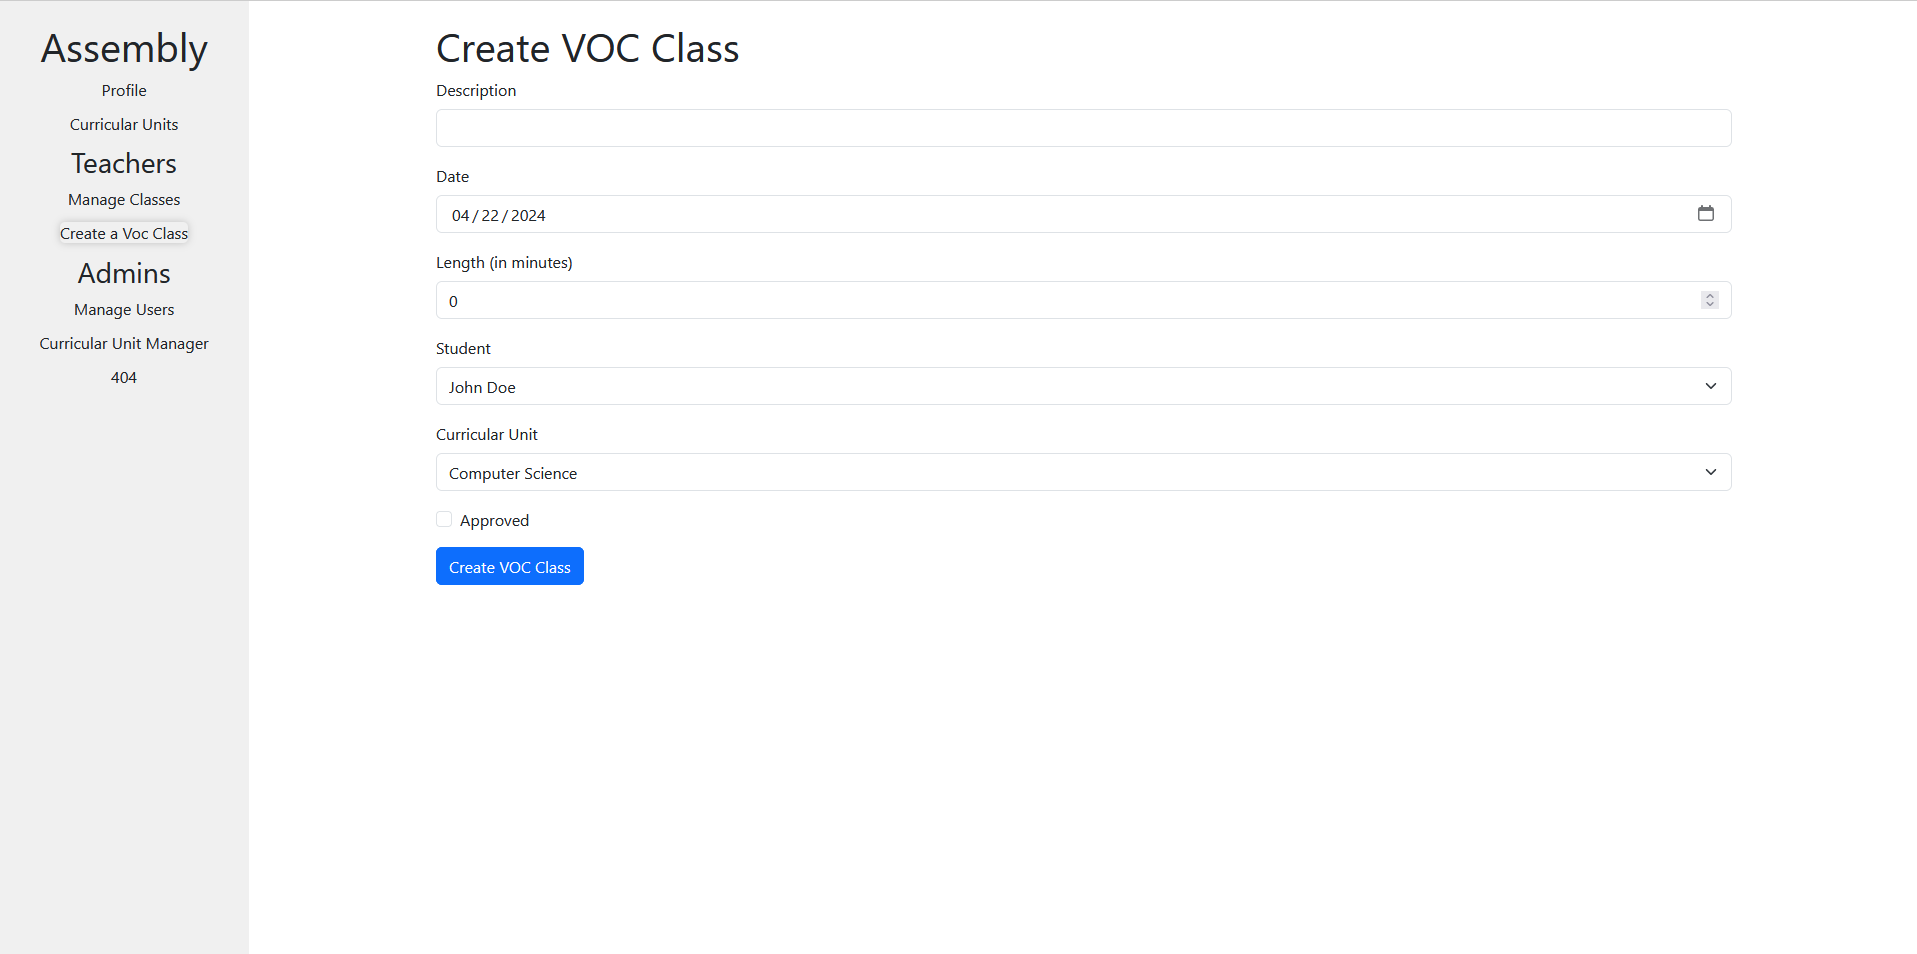 Assembly
Profile
Curricular Units
Teachers
Manage Classes
Create a Voc Class
Admins
Manage Users
Curricular Unit Manager
404
Create VOC Class
Description
Date
04/22/2024
Length (in minutes)
0
Student
John Doe
Curricular Unit
Computer Science
Approved
Create VOC Class